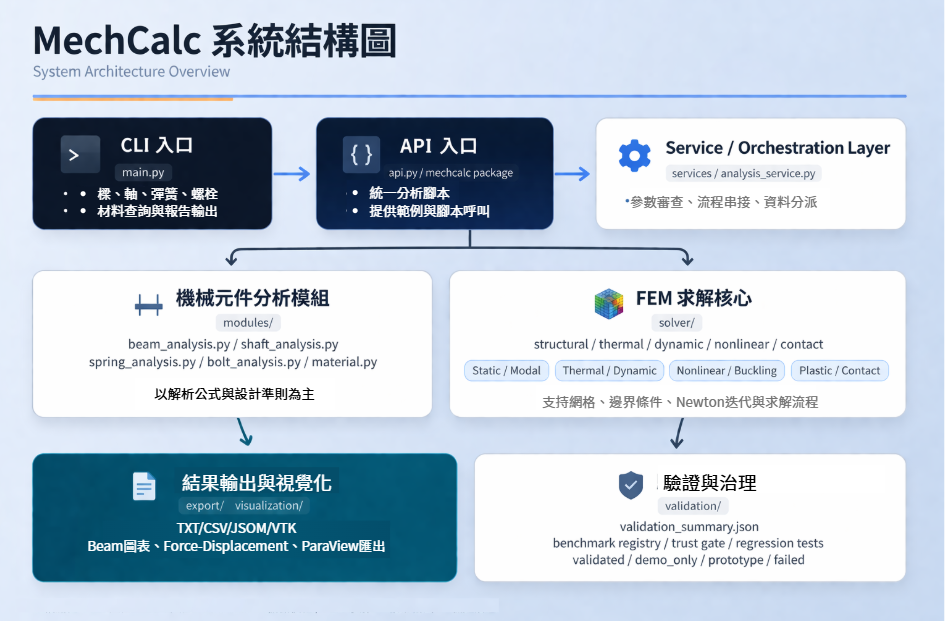 MechCalc 系統結構圖
System Architecture Overview
CLI 入口
main.py
• • 樑、軸、彈簧、螺栓
• • 材料查詢與報告輸出
{ }
API 入口
api.py / mechcalc package
• • 統一分析腳本
• • 提供範例與腳本呼叫
Service / Orchestration Layer
services / analysis_service.py
•參數審查、流程串接、資料分派
機械元件分析模組
modules/
beam_analysis.py / shaft_analysis.py
spring_analysis.py / bolt_analysis.py / material.py
以解析公式與設計準則為主
FEM 求解核心
solver/
structural / thermal / dynamic / nonlinear / contact
Static / Modal
Thermal / Dynamic
Nonlinear / Buckling
Plastic / Contact
支持網格、邊界條件、Newton迭代與求解流程
結果輸出與視覺化
export/ visualization/
TXT/CSV/JSOM/VTK
Beam圖表、Force-Displacement、ParaView匯出
驗證與治理
validation/
validation_summary.json
benchmark registry / trust gate / regression tests
validated / demo_only / prototype / failed